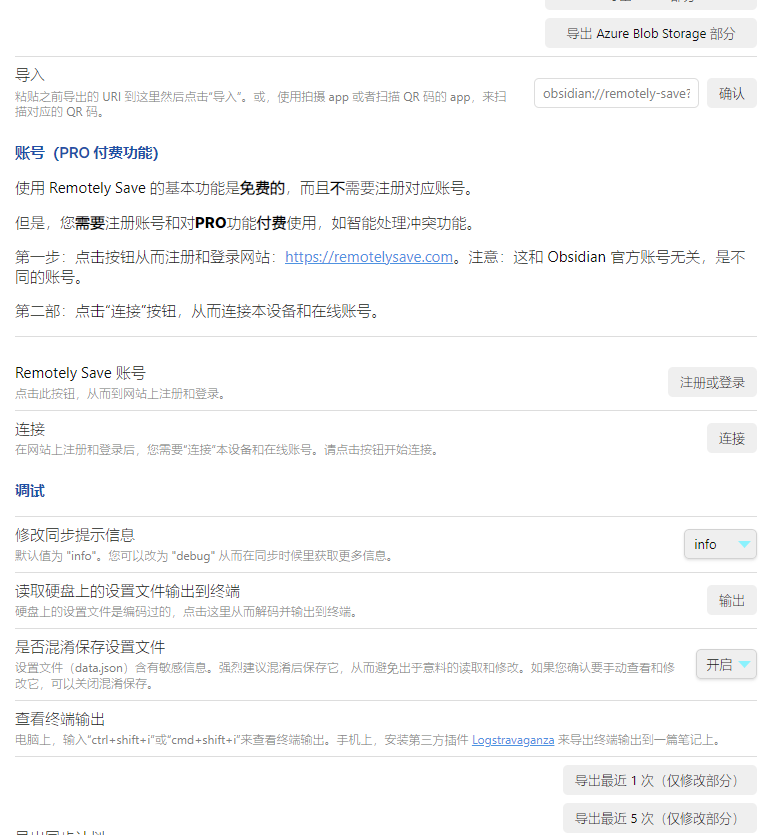 导出 Azure Blob Storage 部分
导入
粘贴之前导出的 URI 到这里然后点击“导入”。或，使用拍摄 app 或者扫描 QR 码的 app，来扫
描对应的 QR 码。
obsidian://remotely-save?
确认
账号（PRO 付费功能)
使用 Remotely Save 的基本功能是免费的，而且不需要注册对应账号。
但是，您需要注册账号和对PRO功能付费使用，如智能处理冲突功能。
第一步：点击按钮从而注册和登录网站：https://remotelysave.com。注意：这和 Obsidian 官方账号无关，是不
同的账号。
第二部：点击“连接”按钮，从而连接本设备和在线账号。
Remotely Save 账号
点击此按钮，从而到网站上注册和登录。
注册或登录
连接
在网站上注册和登录后，您需要“连接”本设备和在线账号。请点击按钮开始连接。
连接
调试
修改同步提示信息
默认值为 "info"。您可以改为 "debug" 从而在同步时候里获取更多信息。
info
读取硬盘上的设置文件输出到终端
硬盘上的设置文件是编码过的，点击这里从而解码并输出到终端。
输出
是否混淆保存设置文件
设置文件（data.json）含有敏感信息。强烈建议混淆后保存它，从而避免出于意料的读取和修改。如果您确认要手动查看和修
改它，可以关闭混淆保存。
开启
查看终端输出
电脑上，输入“ctrl+shift+i”或“cmd+shift+i”来查看终端输出。手机上，安装第三方插件 Logstravaganza 来导出终端输出到一篇笔记上。
导出最近 1 次（仅修改部分）
导出最近 5 次（仅修改部分）